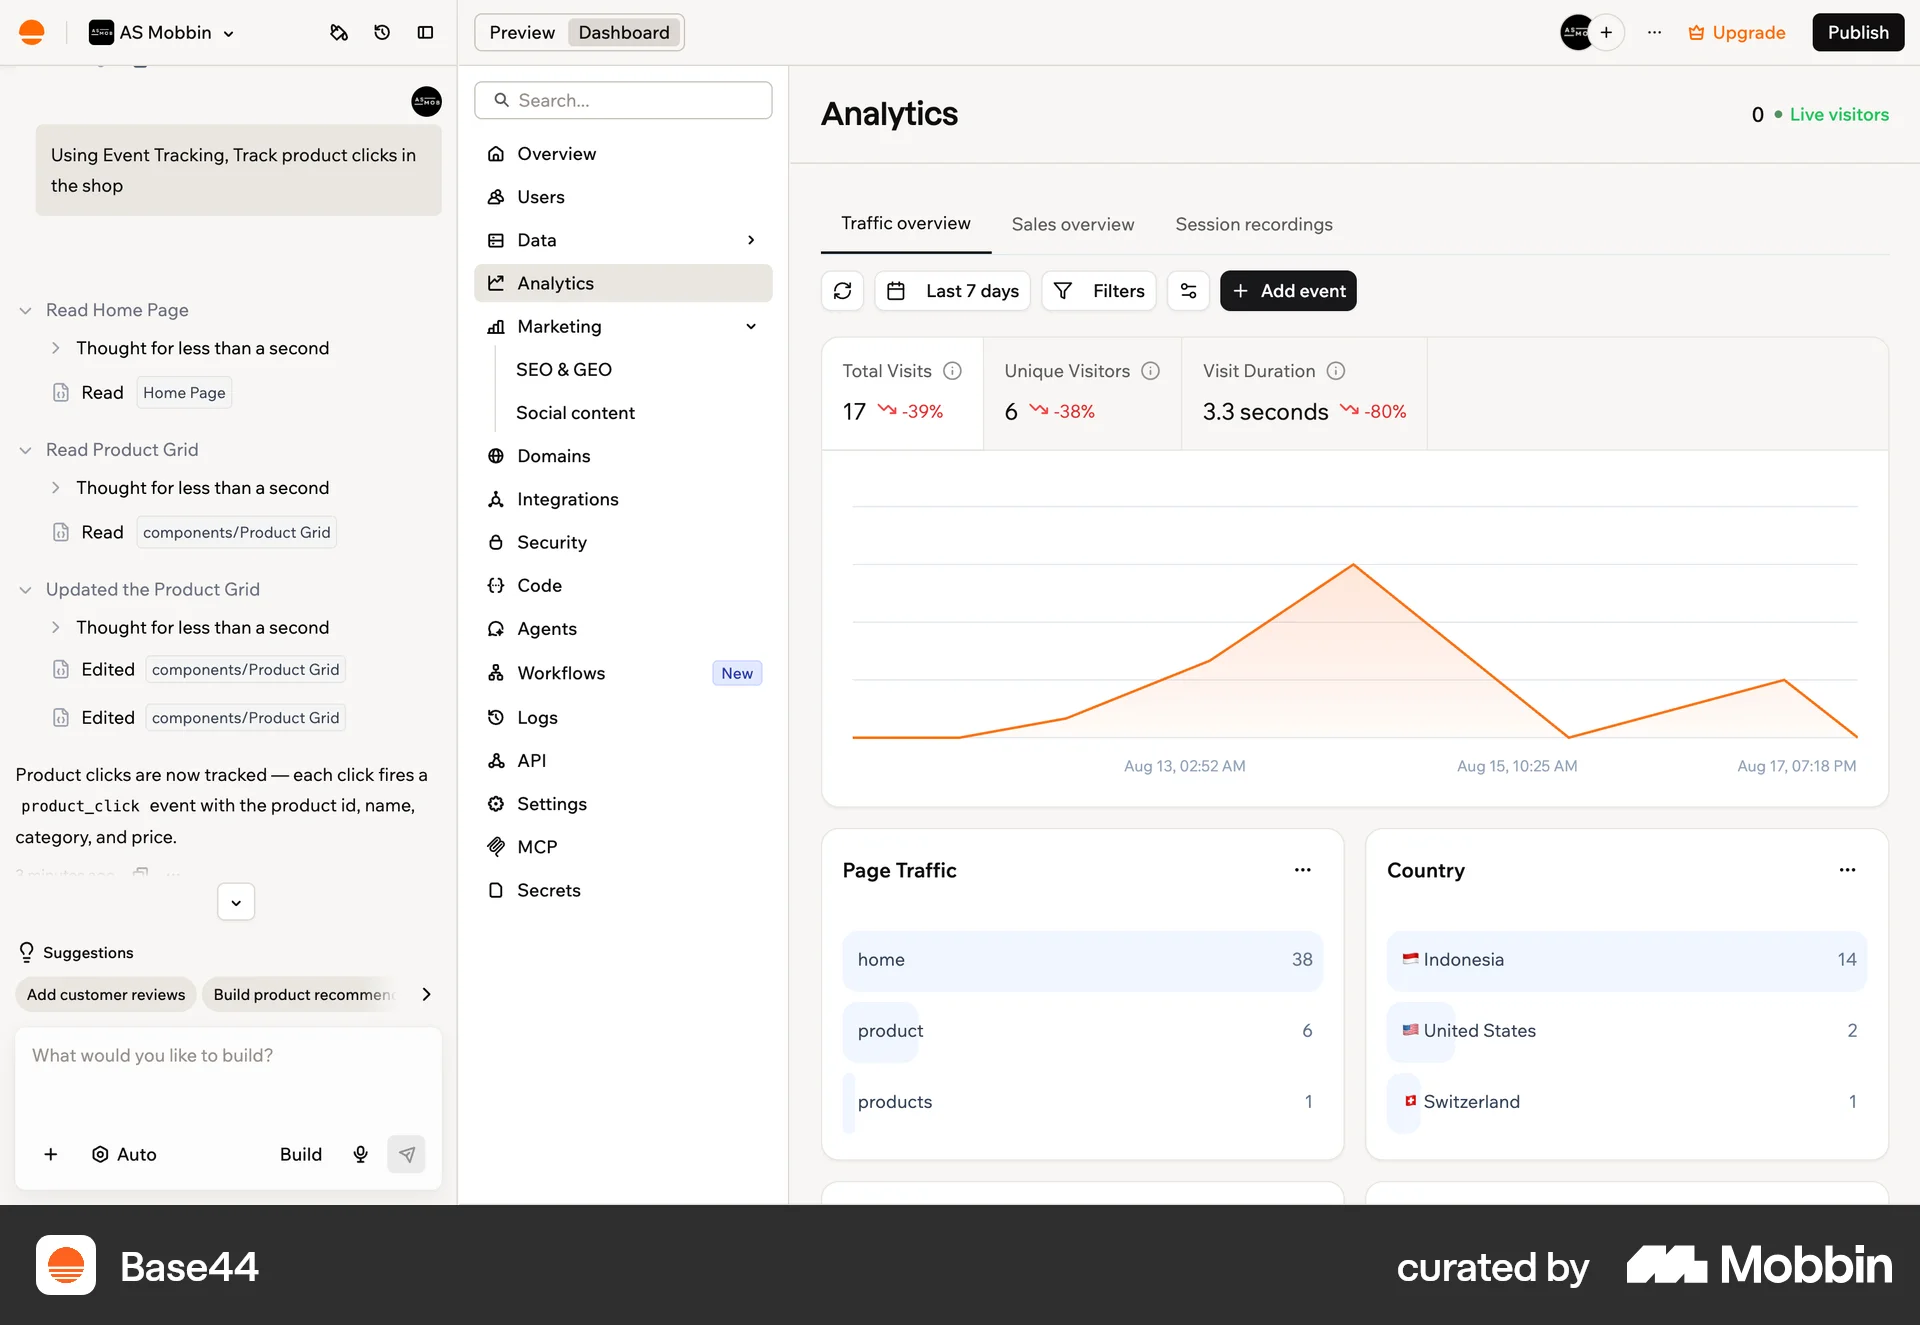 AS Mobbin
Preview
Dashboard
Upgrade
Publish
Using Event Tracking, Track product clicks in
the shop
Read Home Page
Thought for less than a second
Read Home Page
Read Product Grid
Thought for less than a second
Read components/Product Grid
Updated the Product Grid
Thought for less than a second
Edited components/Product Grid
Edited components/Product Grid
Product clicks are now tracked — each click fires a
product_click event with the product id, name,
category, and price.
Suggestions
Add customer reviews
Build product recommen
What would you like to build?
Auto
Build
Search...
Overview
Users
Data
Analytics
Marketing
SEO & GEO
Social content
Domains
Integrations
Security
Code
Agents
Workflows New
Logs
API
Settings
MCP
Secrets
Analytics
0 Live visitors
Traffic overview
Sales overview
Session recordings
Last 7 days
Filters
+ Add event
Total Visits
17 -39%
Unique Visitors
6 -38%
Visit Duration
3.3 seconds -80%
Aug 13, 02:52 AM
Aug 15, 10:25 AM
Aug 17, 07:18 PM
Page Traffic
home 38
product 6
products 1
Country
Indonesia 14
United States 2
Switzerland 1
Base44
curated by Mobbin